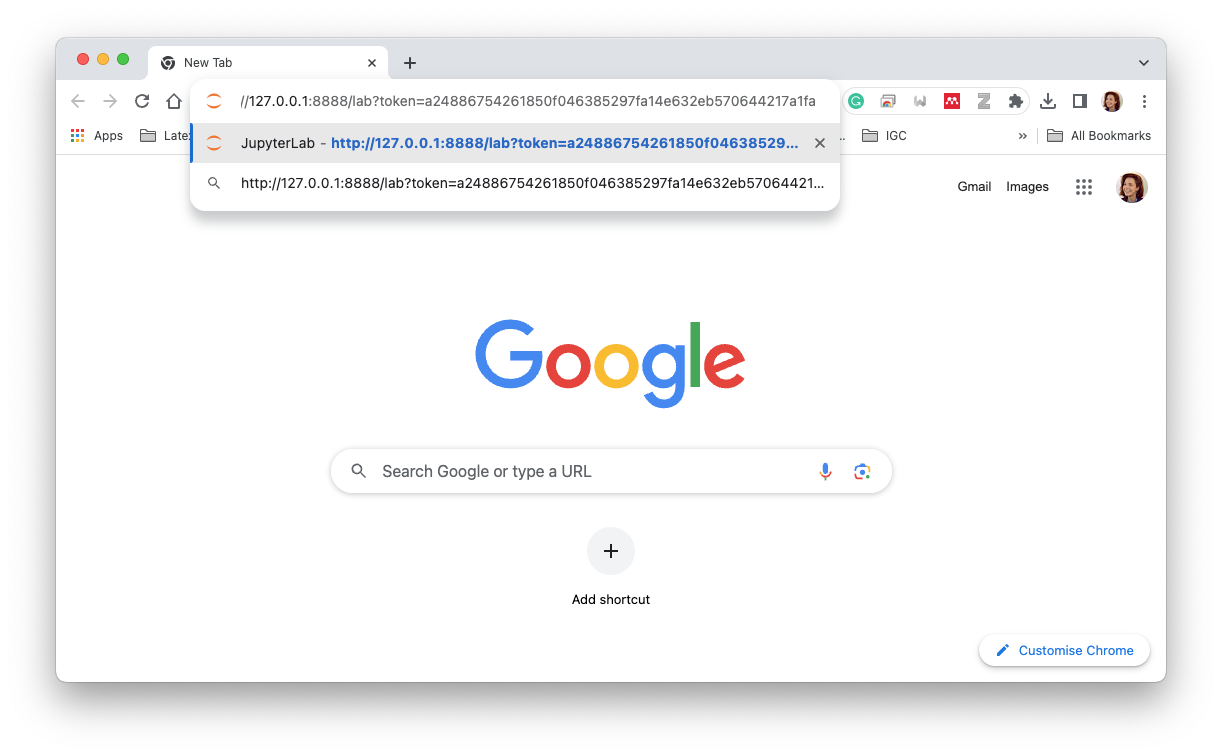 New Tab
//127.0.0.1:8888/lab?token=a24886754261850f046385297fa14e632eb570644217a1fa
Apps Late IGC » All Bookmarks
JupyterLab - http://127.0.0.1:8888/lab?token=a24886754261850f04638529...
http://127.0.0.1:8888/lab?token=a24886754261850f046385297fa14e632eb57064421...
Gmail Images
Google
Search Google or type a URL
Add shortcut
Customise Chrome